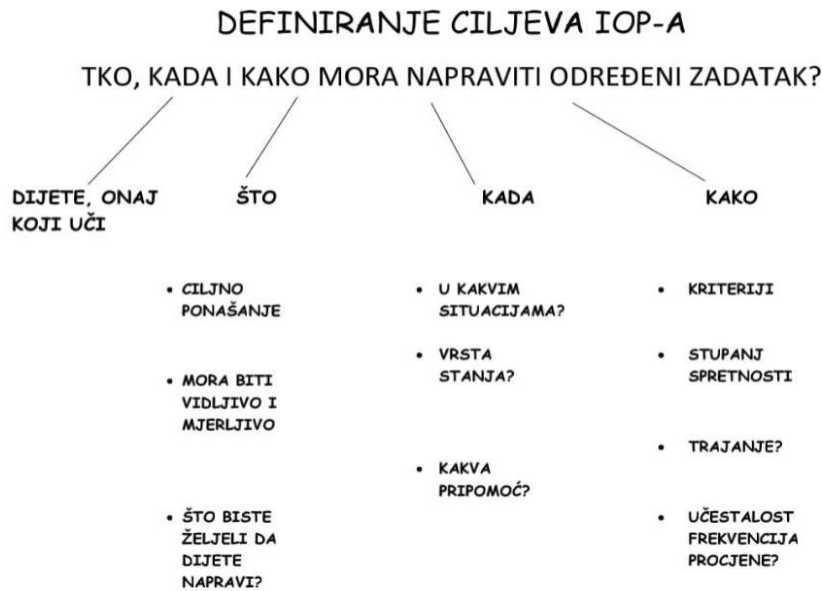 DEFINIRANJE CILJEVA IOP-A
TKO, KADA I KAKO MORA NAPRAVITI ODREĐENI ZADATAK?
DIJETE, ONAJ
KOJI UČI
ŠTO
• CILJNO
PONAŠANJE
• MORA BITI
VIDLJIVO I
MJERLJIVO
• ŠTO BISTE
ŽELJELI DA
DIJETE
NAPRAVI?
KADA
• U KAKVIM
SITUACIJAMA?
• VRSTA
STANJA?
• KAKVA
PRIPOMOĆ?
KAKO
• KRITERIJI
• STUPANJ
SPRETNOSTI
• TRAJANJE?
• UČESTALOST
FREKVENCIJA
PROCJENE?